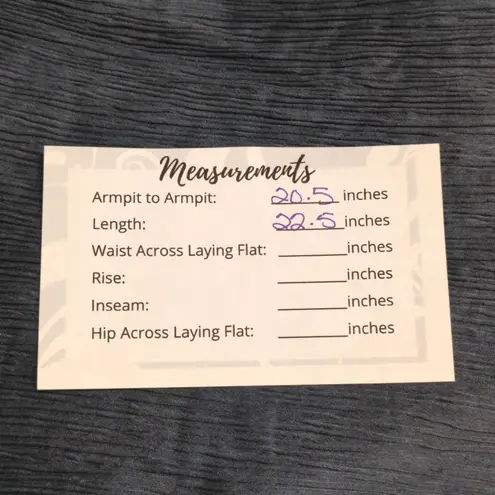 Measurements
Armpit to Armpit: 20.5 inches
Length: 22.5 inches
Waist Across Laying Flat: ________inches
Rise: ________inches
Inseam: ________inches
Hip Across Laying Flat: ________inches